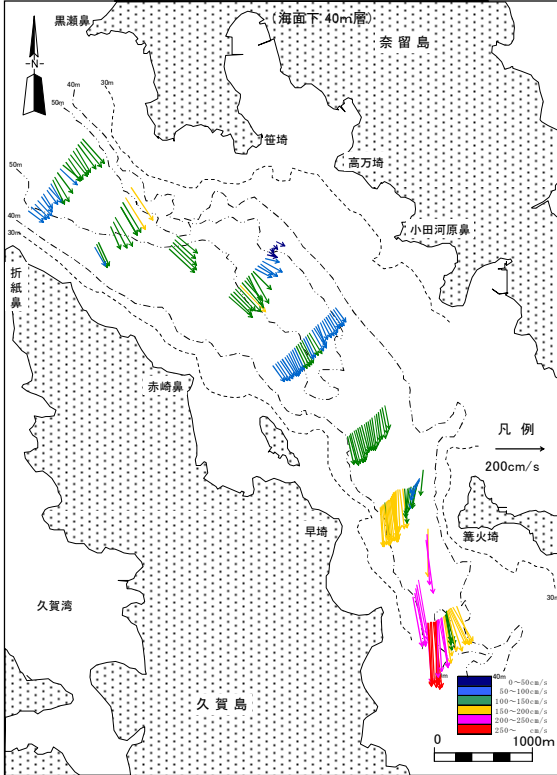 (海面下 40m層)
黒瀬鼻
奈留島
N
40m
30m
50m
笹埼
高万埼
50m
小田河原鼻
40m
30m
折紙鼻
赤崎鼻
凡例
200cm/s
早埼
篝火埼
久賀湾
30m
久賀島
40m
0～50cm/s
50～100cm/s
100～150cm/s
150～200cm/s
200～250cm/s
250～ cm/s
0 1000m